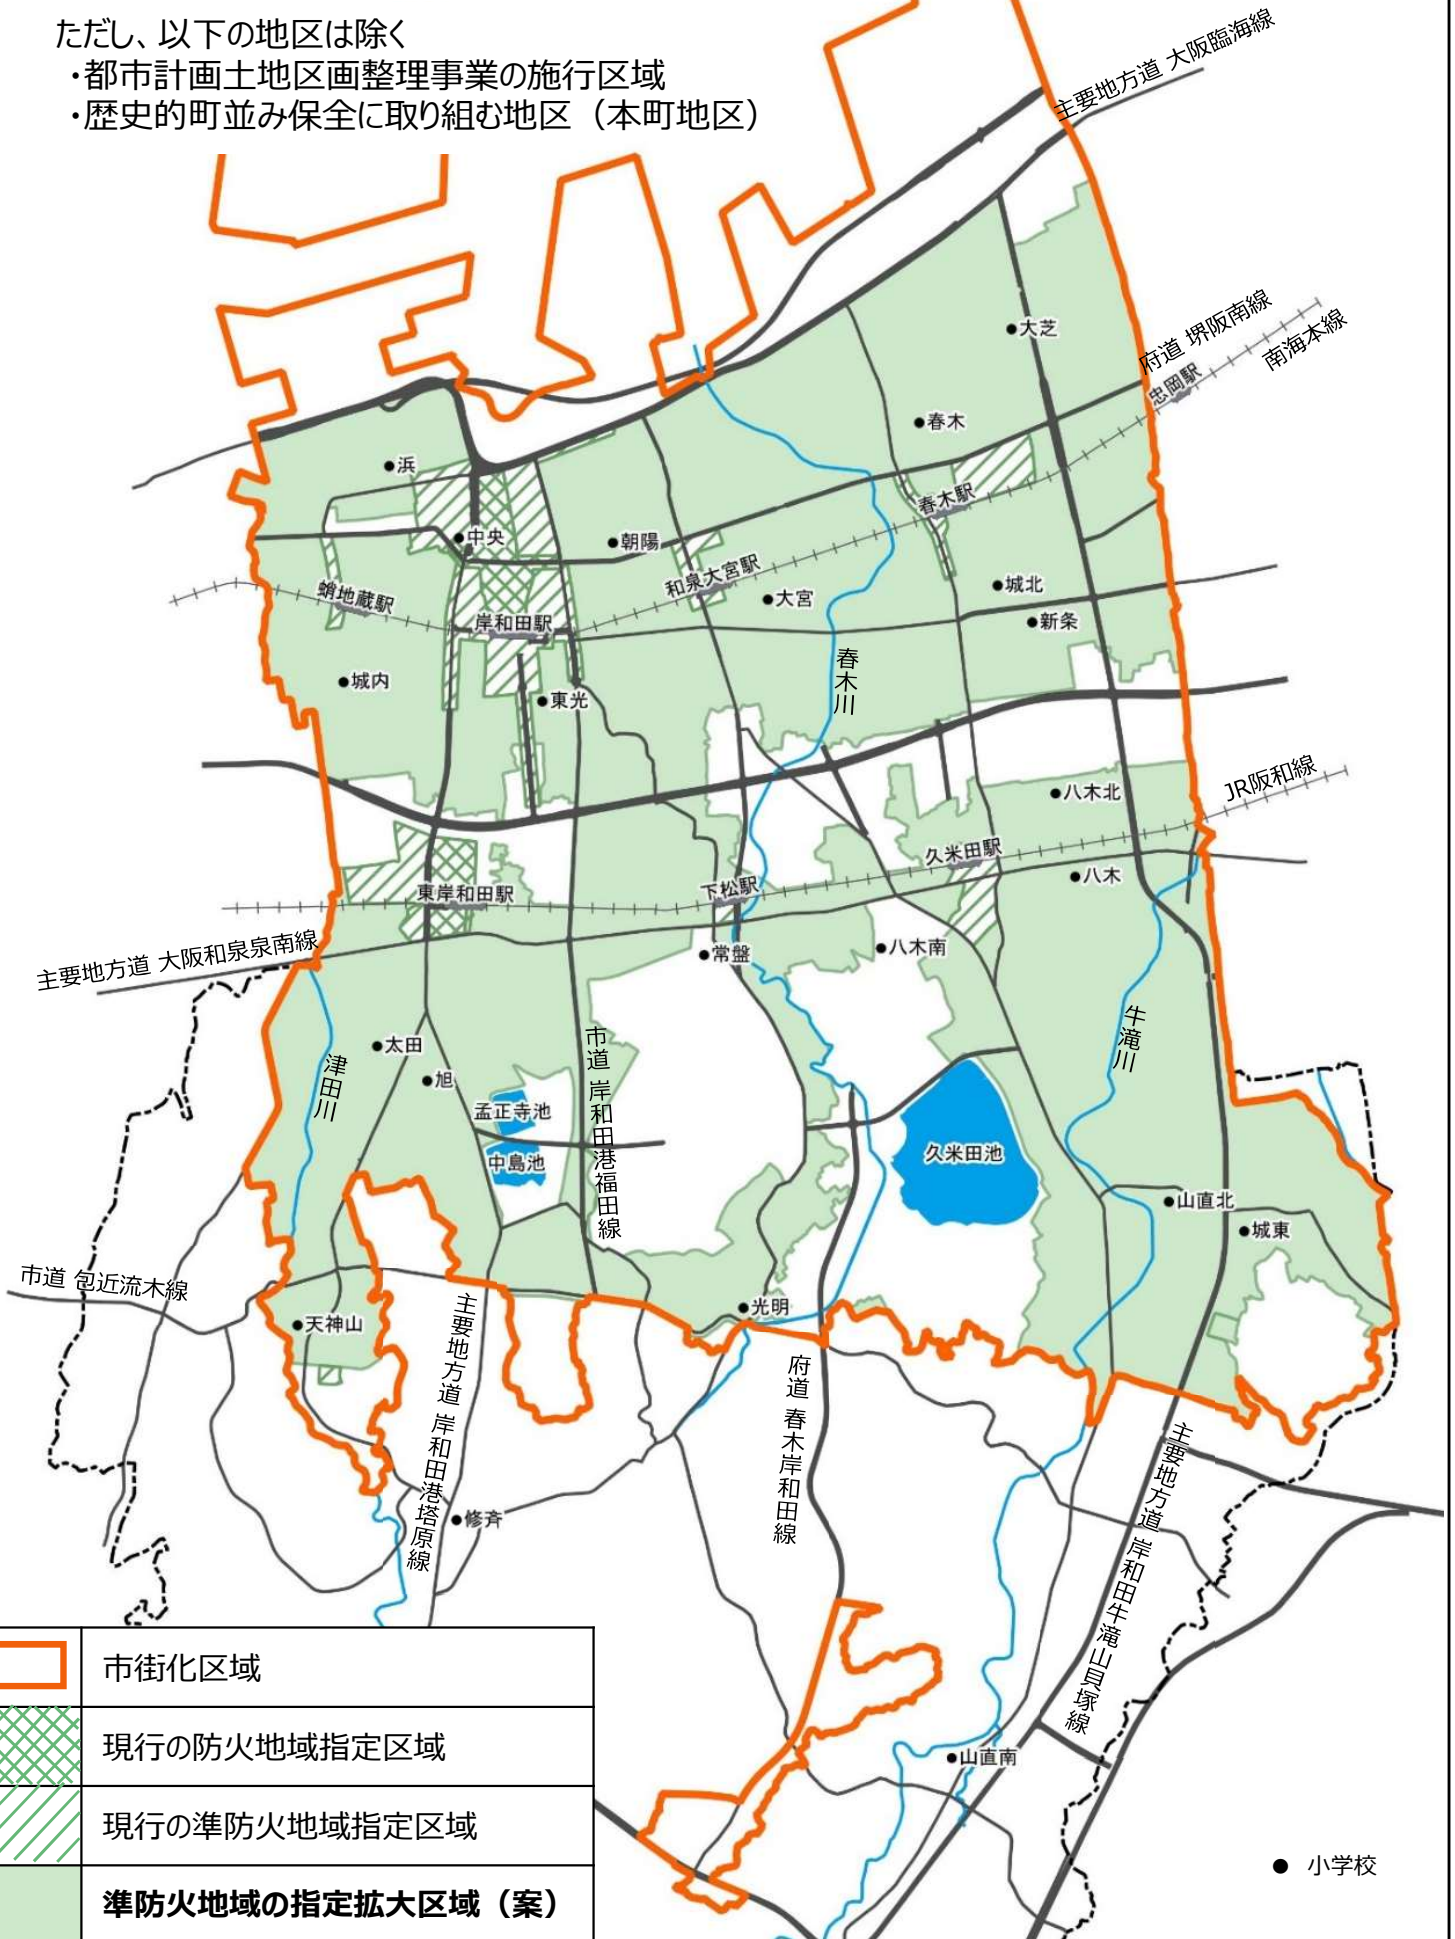 ただし、以下の地区は除く
・都市計画土地区画整理事業の施行区域
・歴史的町並み保全に取り組む地区（本町地区）
主要地方道 大阪臨海線
府道 堺阪南線
南海本線
忠岡駅
大芝
春木
浜
春木駅
中央
朝陽
和泉大宮駅
蛸地蔵駅
大宮
城北
岸和田駅
新条
城内
東光
春木川
JR阪和線
八木北
久米田駅
東岸和田駅
下松駅
八木
主要地方道 大阪和泉泉南線
常盤
八木南
市道 岸和田港福田線
牛滝川
太田
津田川
旭
孟正寺池
中島池
久米田池
山直北
城東
市道 包近流木線
天神山
光明
主要地方道 岸和田港塔原線
府道 春木岸和田線
主要地方道 岸和田牛滝山貝塚線
修斉
山直南
市街化区域
現行の防火地域指定区域
現行の準防火地域指定区域
準防火地域の指定拡大区域（案）
● 小学校